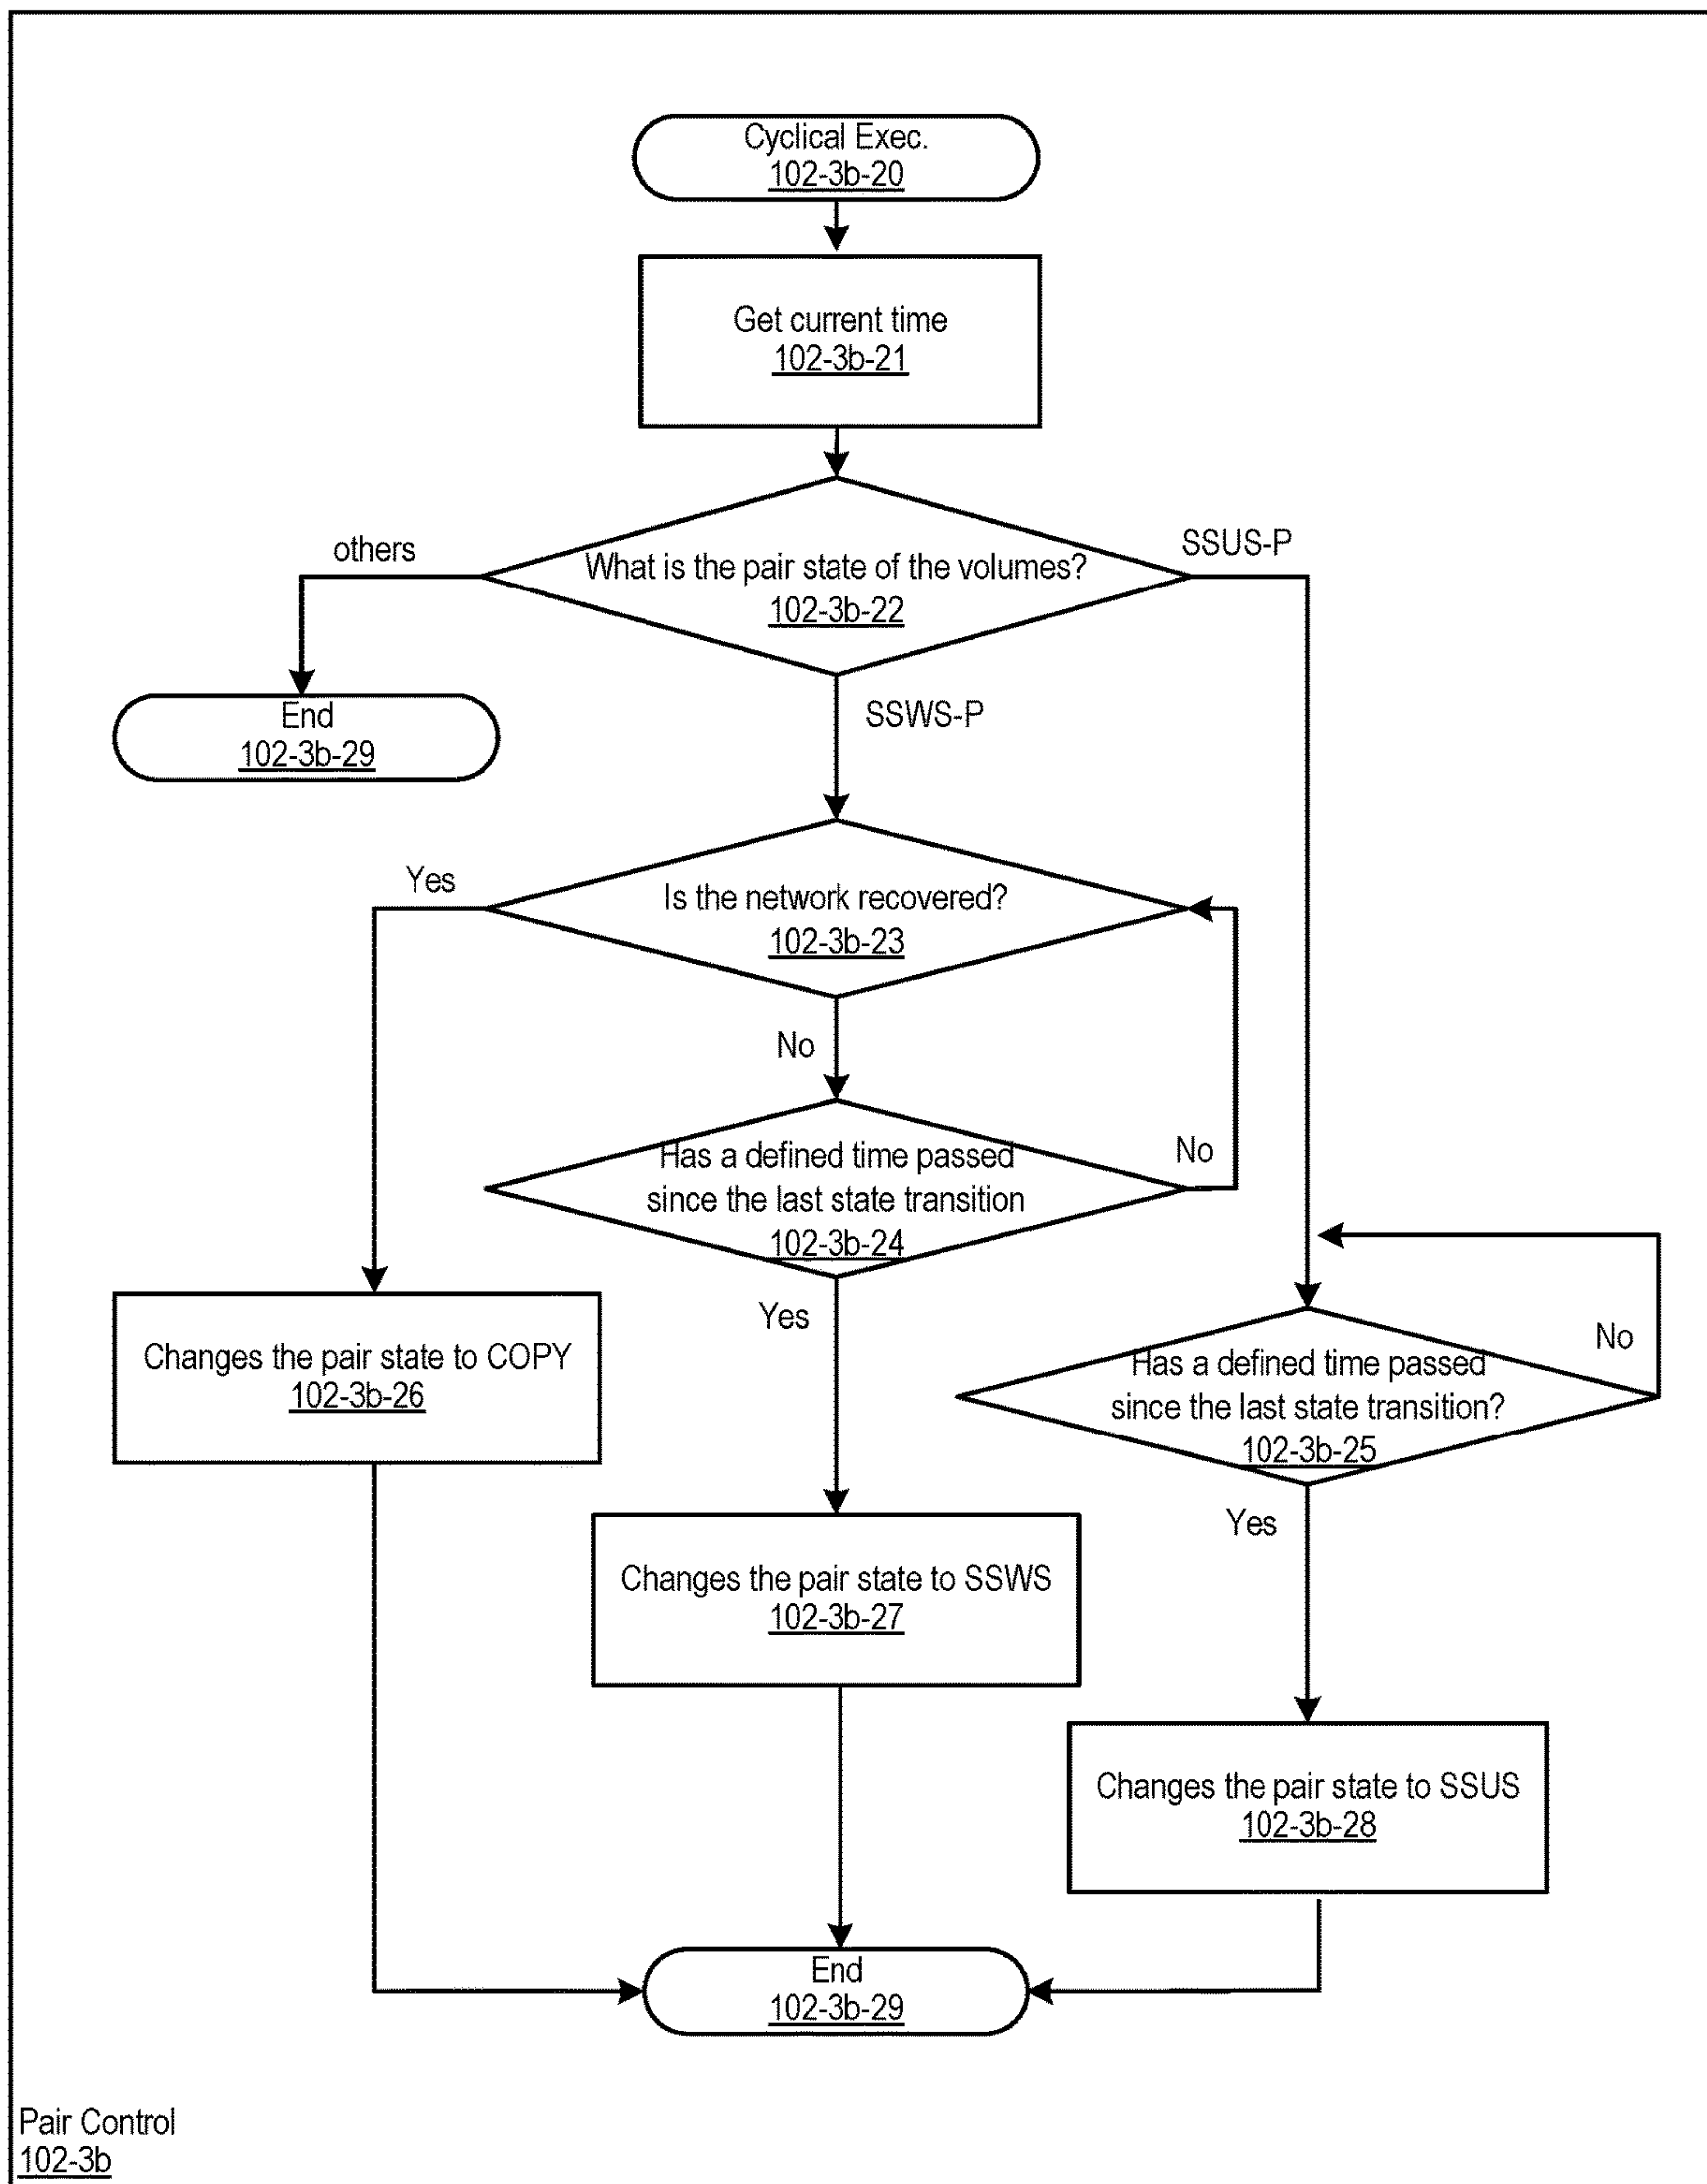 Cyclical Exec.
102-3b-20
Get current time
102-3b-21
others
SSUS-P
What is the pair state of the volumes?
102-3b-22
End
102-3b-29
SSWS-P
Yes
Is the network recovered?
102-3b-23
No
Has a defined time passed
since the last state transition
102-3b-24
No
Yes
Changes the pair state to COPY
102-3b-26
No
Has a defined time passed
since the last state transition?
102-3b-25
Yes
Changes the pair state to SSWS
102-3b-27
Changes the pair state to SSUS
102-3b-28
End
102-3b-29
Pair Control
102-3b